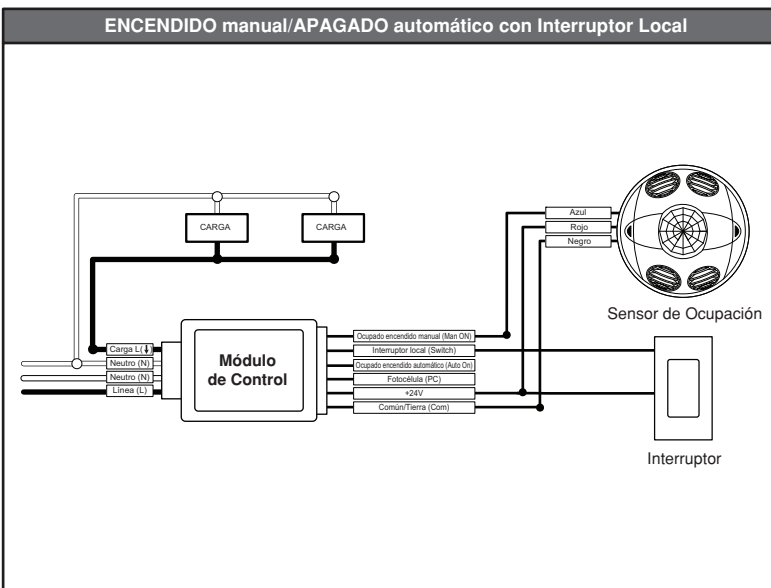 ENCENDIDO manual/APAGADO automático con Interruptor Local
CARGA
CARGA
Azul
Rojo
Negro
Sensor de Ocupación
Carga L(↓)
Neutro (N)
Neutro (N)
Línea (L)
Módulo
de Control
Ocupado encendido manual (Man ON)
Interruptor local (Switch)
Ocupado encendido automático (Auto On)
Fotocélula (PC)
+24V
Común/Tierra (Com)
Interruptor